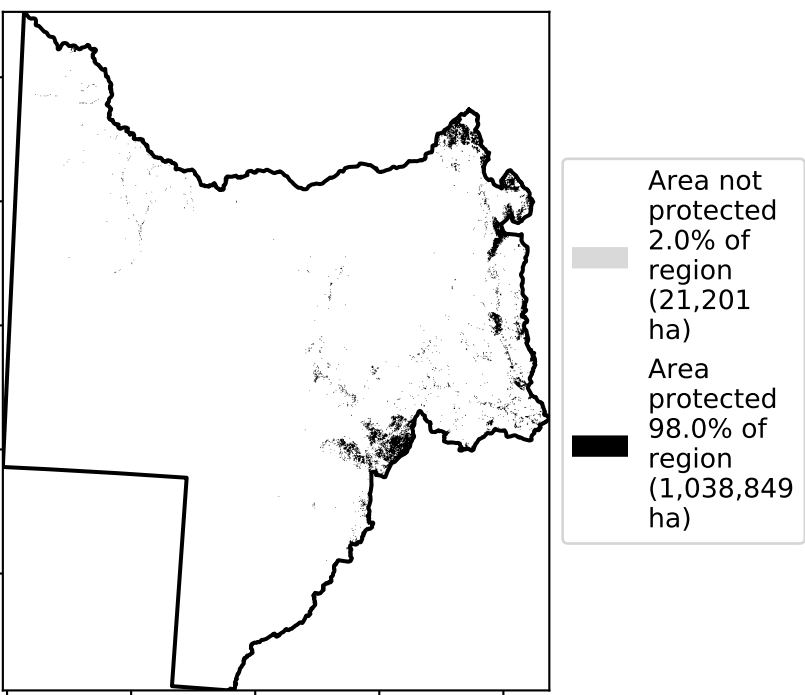 Area not
protected
2.0% of
region
(21,201
ha)
Area
protected
98.0% of
region
(1,038,849
ha)